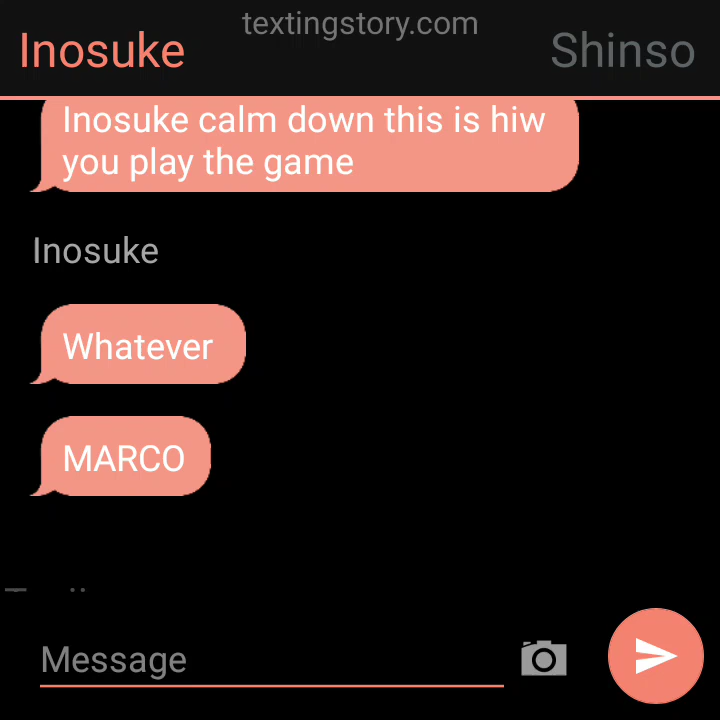 textingstory.com
Inosuke
Shinso
Inosuke calm down this is hiw
you play the game
Inosuke
Whatever
MARCO
Message